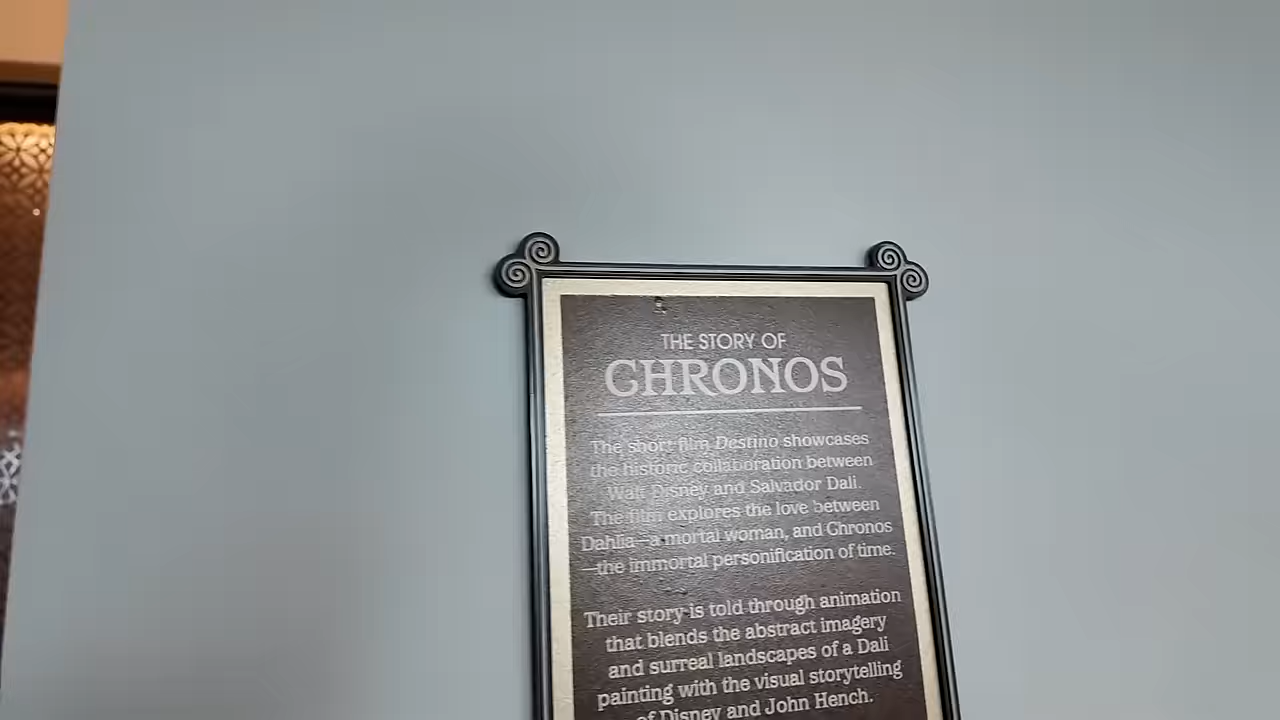 THE STORY OF
CHRONOS
The short film Destino showcases
the historic collaboration between
Walt Disney and Salvador Dali.
The film explores the love between
Dahlia—a mortal woman, and Chronos
—the immortal personification of time.
Their story is told through animation
that blends the abstract imagery
and surreal landscapes of a Dali
painting with the visual storytelling
of Disney and John Hench.